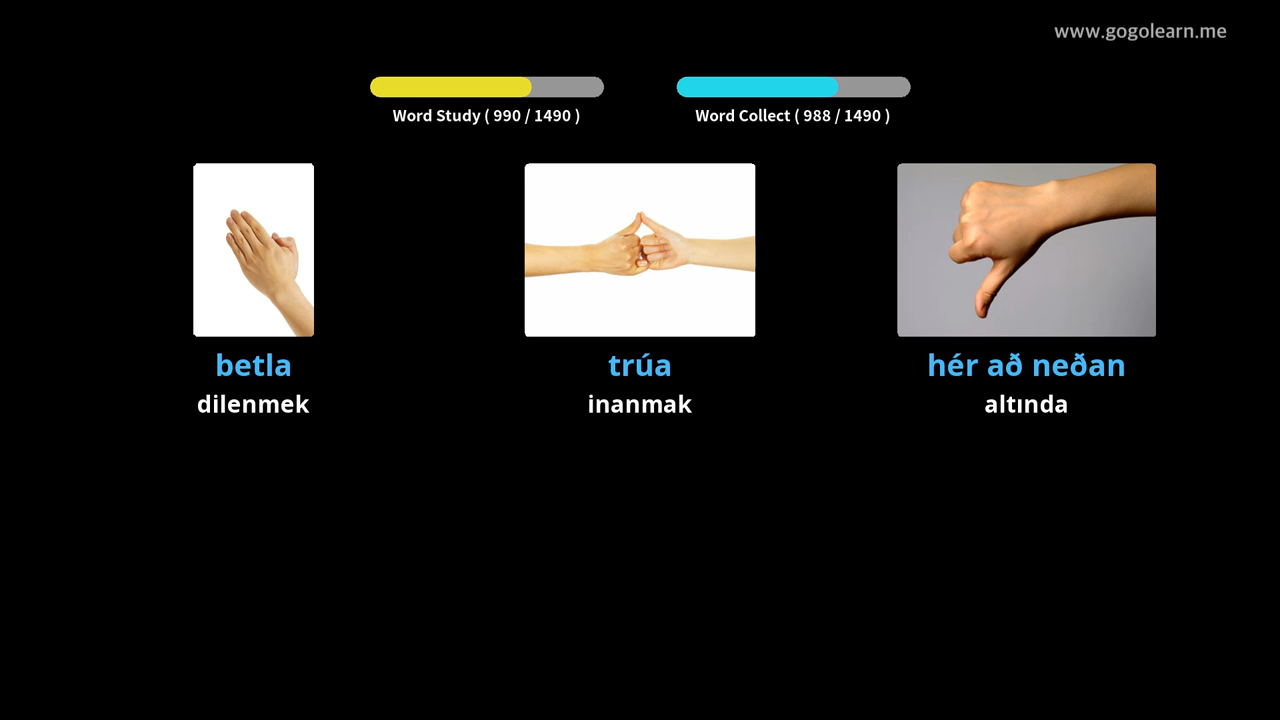 www.gogolearn.me
Word Study ( 990 / 1490 )
Word Collect ( 988 / 1490 )
betla
trúa
hér að neðan
dilenmek
inanmak
altında